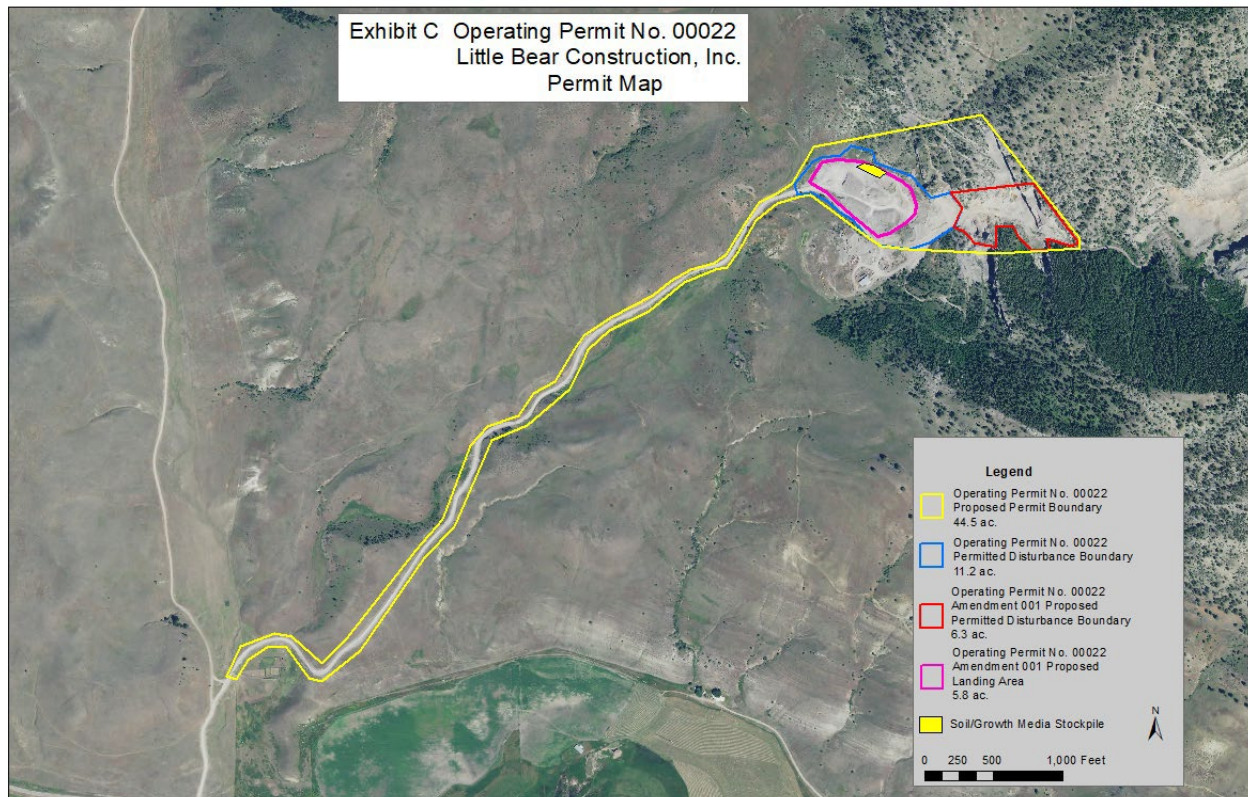 Exhibit C Operating Permit No. 00022
Little Bear Construction, Inc.
Permit Map
Legend
Operating Permit No. 00022
Proposed Permit Boundary
44.5 ac.
Operating Permit No. 00022
Permitted Disturbance Boundary
11.2 ac.
Operating Permit No. 00022
Amendment 001 Proposed
Permitted Disturbance Boundary
6.3 ac.
Operating Permit No. 00022
Amendment 001 Proposed
Landing Area
5.8 ac.
Soil/Growth Media Stockpile
N
0 250 500 1,000 Feet